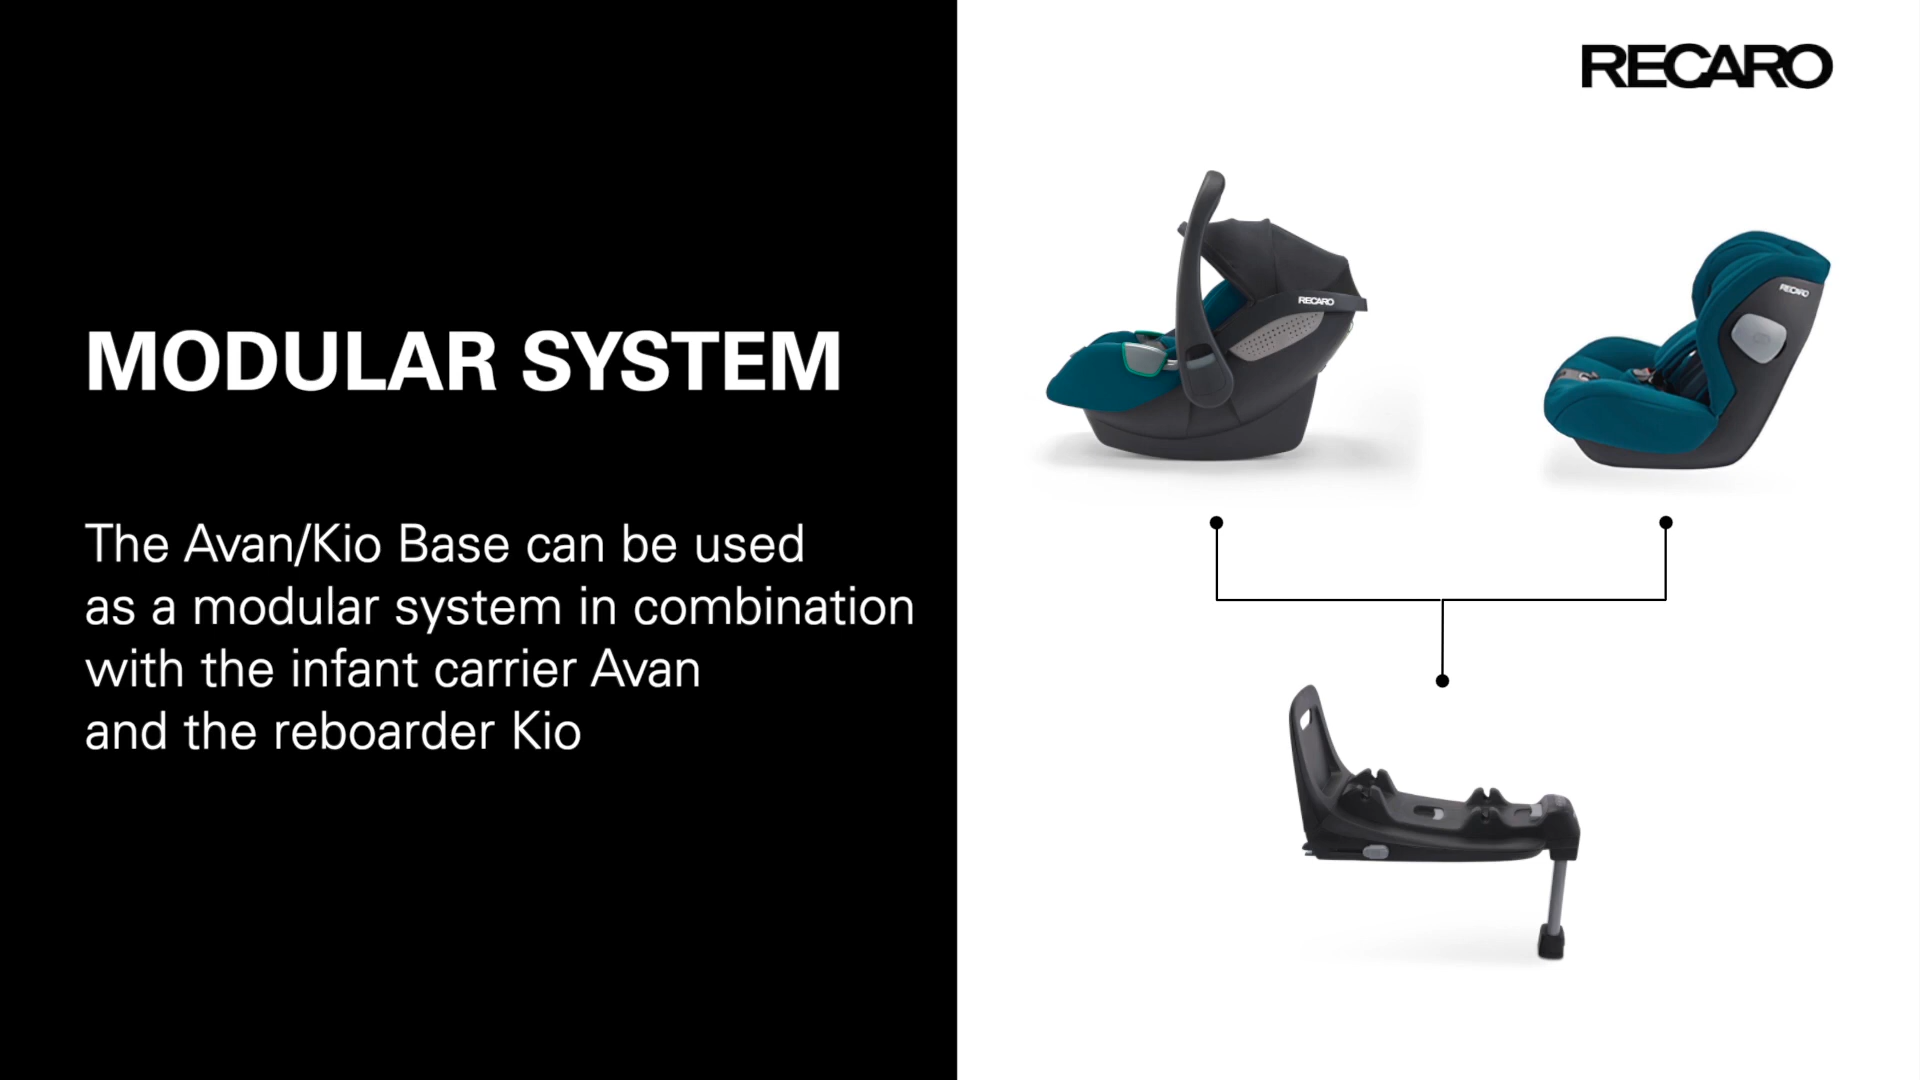 RECARO
MODULAR SYSTEM
The Avan/Kio Base can be used
as a modular system in combination
with the infant carrier Avan
and the reboarder Kio
RECARO
RECARO